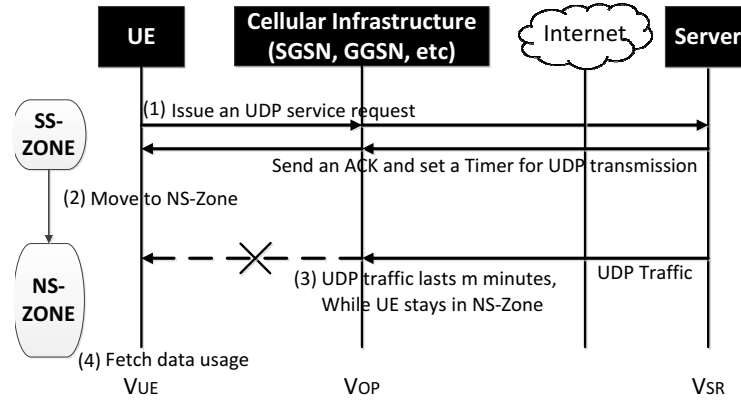 UE
Cellular Infrastructure
(SGSN, GGSN, etc)
Internet
Server
(1) Issue an UDP service request
SS-
ZONE
Send an ACK and set a Timer for UDP transmission
(2) Move to NS-Zone
NS-
ZONE
(3) UDP traffic lasts m minutes,
While UE stays in NS-Zone
UDP Traffic
(4) Fetch data usage
VUE
VOP
VSR